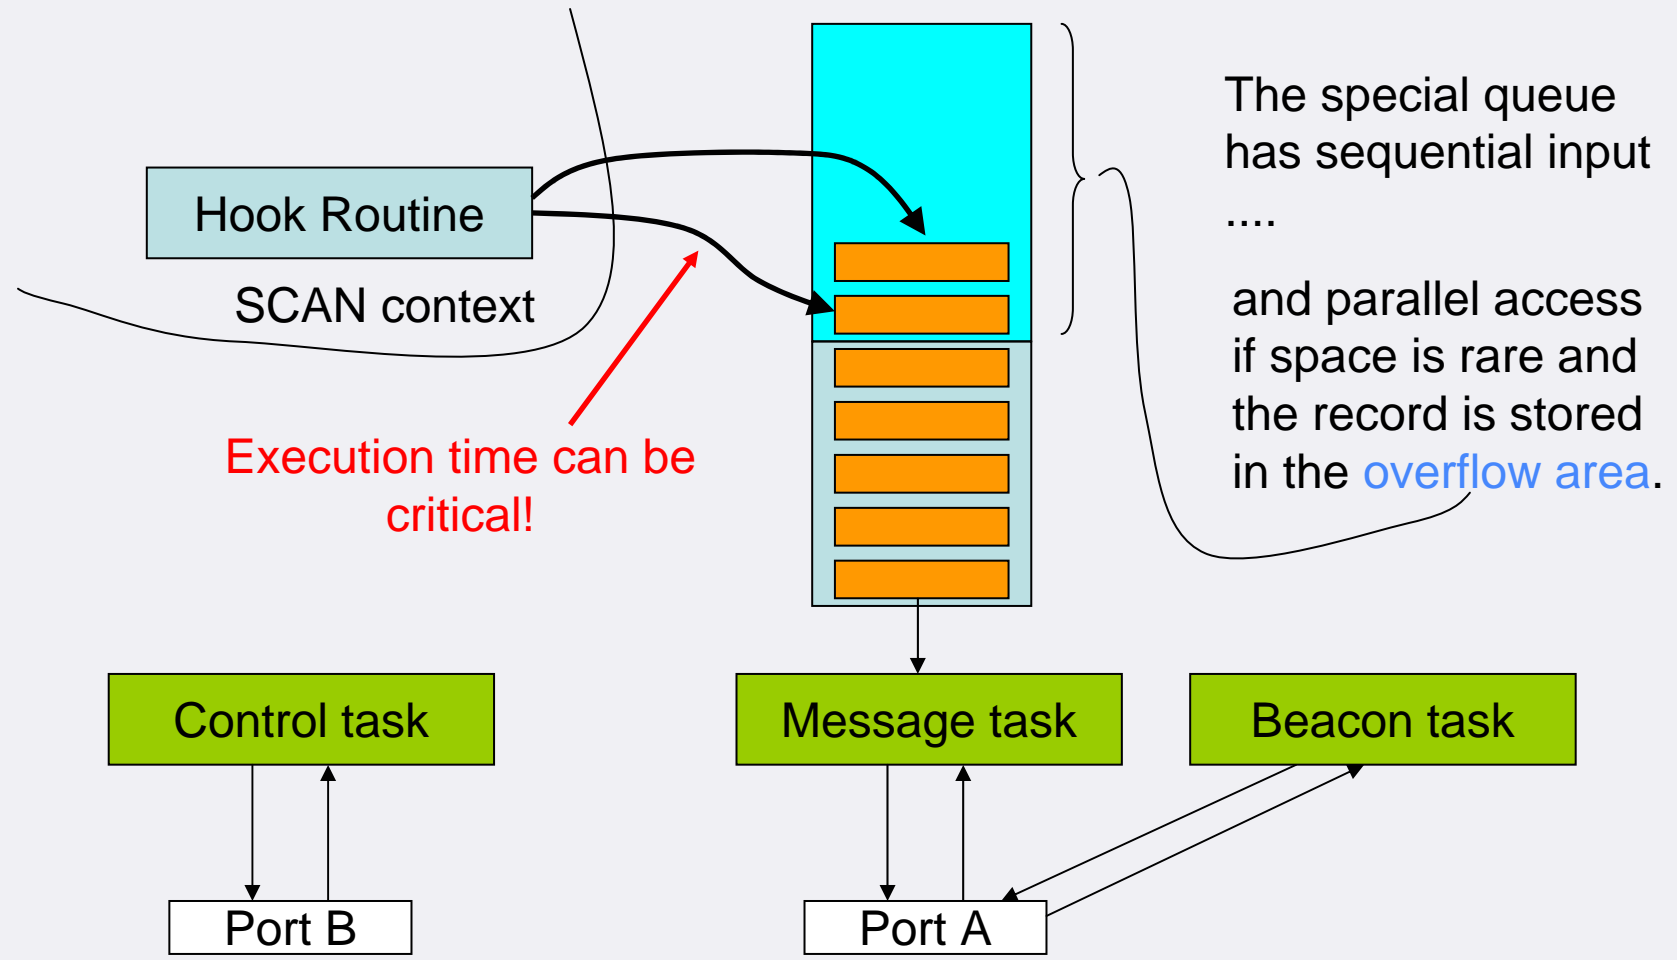 The special queue
has sequential input
....
Hook Routine
SCAN context
and parallel access
if space is rare and
the record is stored
in the overflow area.
Execution time can be
critical!
Control task
Message task
Beacon task
Port B
Port A